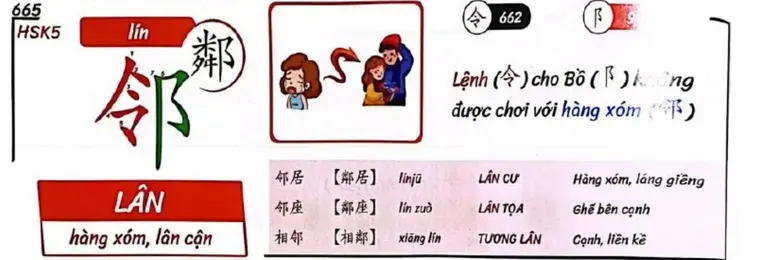 665
HSK5
lín
鄰
邻
LÂN
hàng xóm, lân cận
令 662
阝 9
Lệnh (令) cho Bồ (阝) không
được chơi với hàng xóm (邻)
邻居 【鄰居】 línjū LÂN CƯ Hàng xóm, láng giềng
邻座 【鄰座】 lín zuò LÂN TỌA Ghế bên cạnh
相邻 【相鄰】 xiāng lín TƯƠNG LÂN Cạnh, liền kề